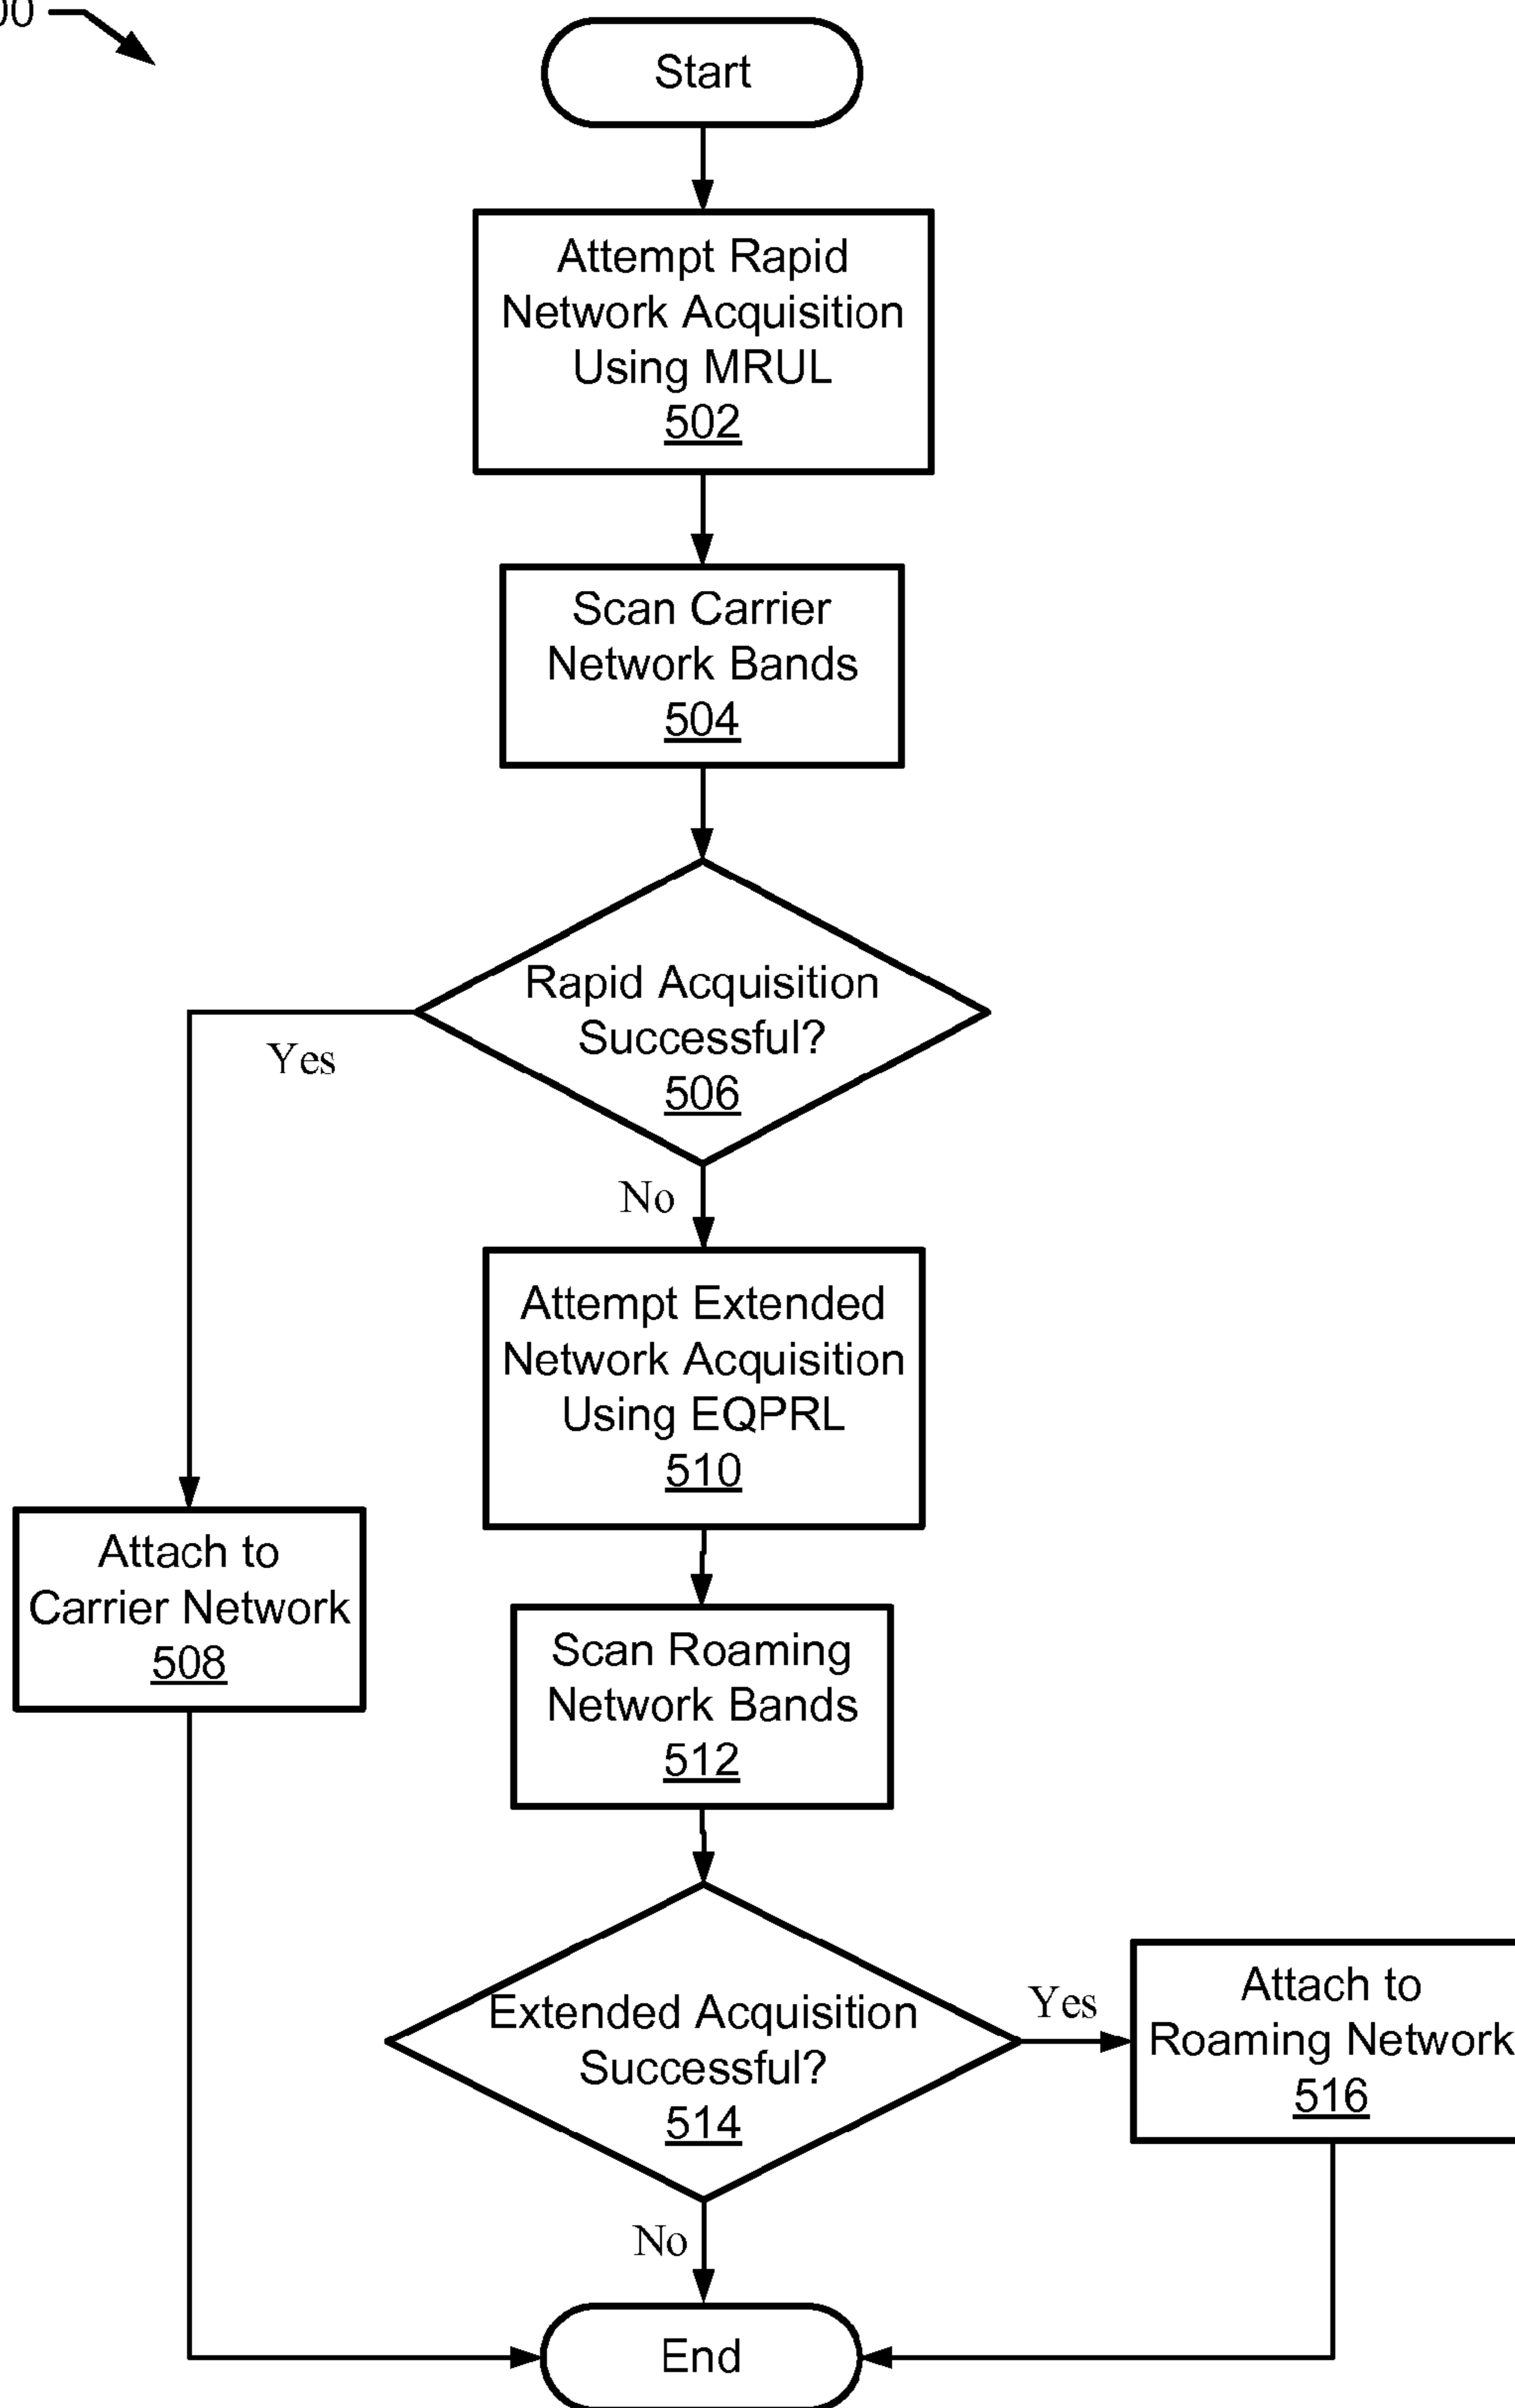 00
Start
Attempt Rapid
Network Acquisition
Using MRUL
502
Scan Carrier
Network Bands
504
Rapid Acquisition
Successful?
506
Yes
No
Attempt Extended
Network Acquisition
Using EQPRL
510
Attach to
Carrier Network
508
Scan Roaming
Network Bands
512
Extended Acquisition
Successful?
514
Yes
Attach to
Roaming Network
516
No
End